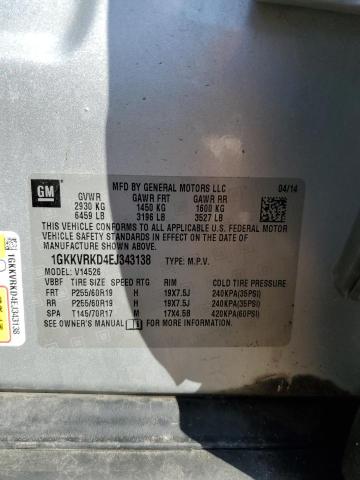 GM
MFD BY GENERAL MOTORS LLC
04/14
GVWR GAWR FRT GAWR RR
2930 KG 1450 KG 1600 KG
6459 LB 3196 LB 3527 LB
THIS VEHICLE CONFORMS TO ALL APPLICABLE U.S. FEDERAL MOTOR
VEHICLE SAFETY STANDARDS IN EFFECT ON THE DATE OF
MANUFACTURE SHOWN ABOVE.
1GKKVRKD4EJ343138 TYPE: M.P.V.
MODEL: V14526
VBBF TIRE SIZE SPEED RTG RIM COLD TIRE PRESSURE
FRT P255/60R19 H 19X7.5J 240KPA(35PSI)
RR P255/60R19 H 19X7.5J 240KPA(35PSI)
SPA T145/70R17 M 17X4.5B 420KPA(60PSI)
SEE OWNER'S MANUAL FOR MORE INFORMATION.
1GKKVRKD4EJ343138